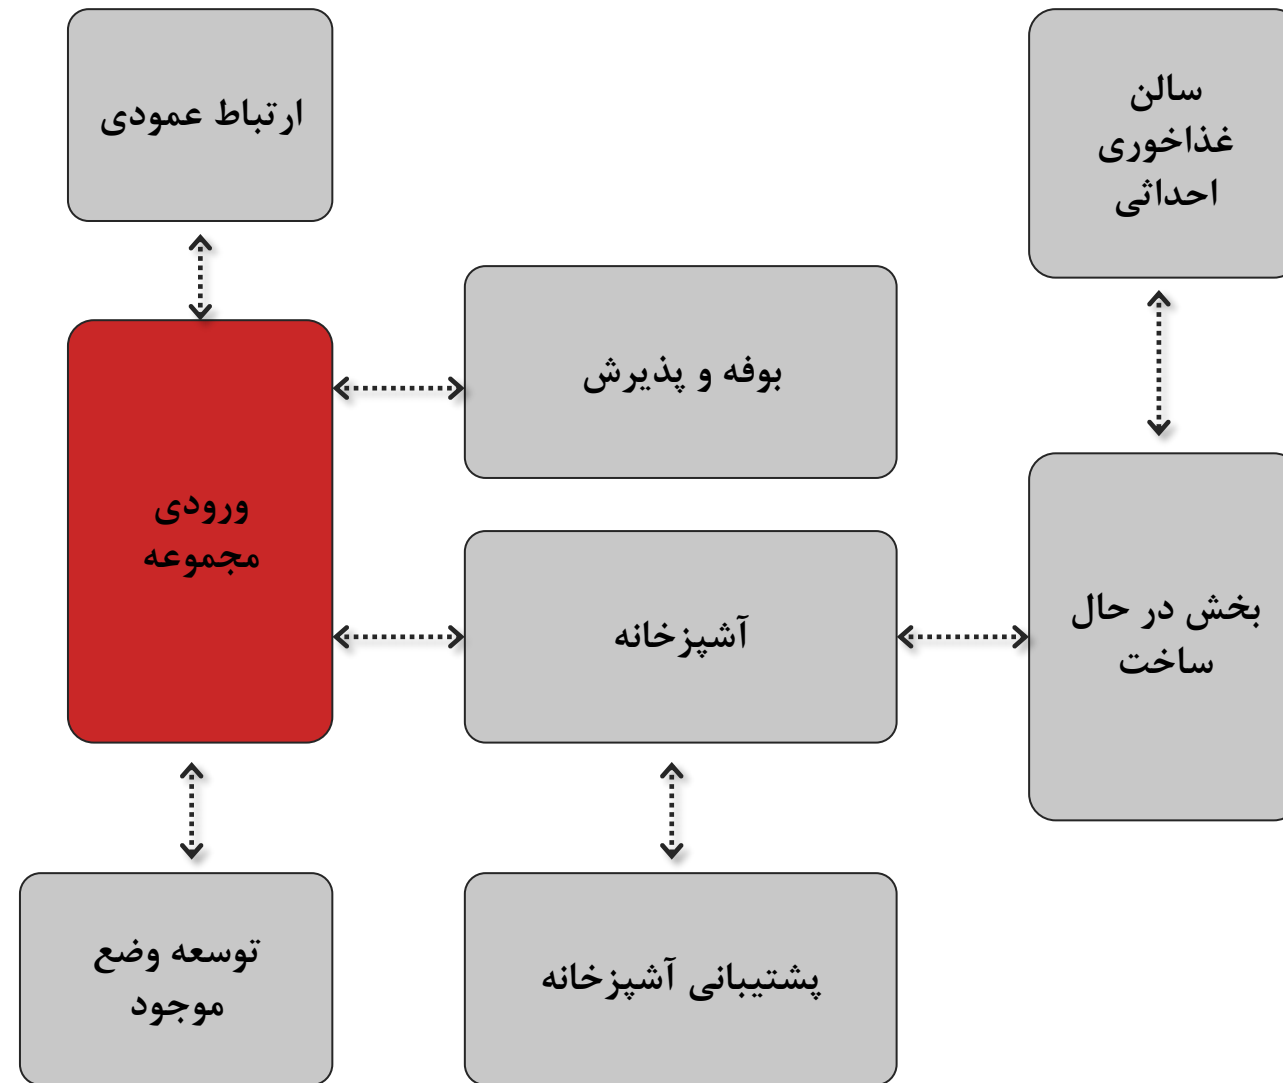 ارتباط عمودی
سالن
غذاخوری
احداثی
بوفه و پذیرش
ورودی
مجموعه
آشپزخانه
بخش در حال
ساخت
توسعه وضع
موجود
پشتیبانی آشپزخانه